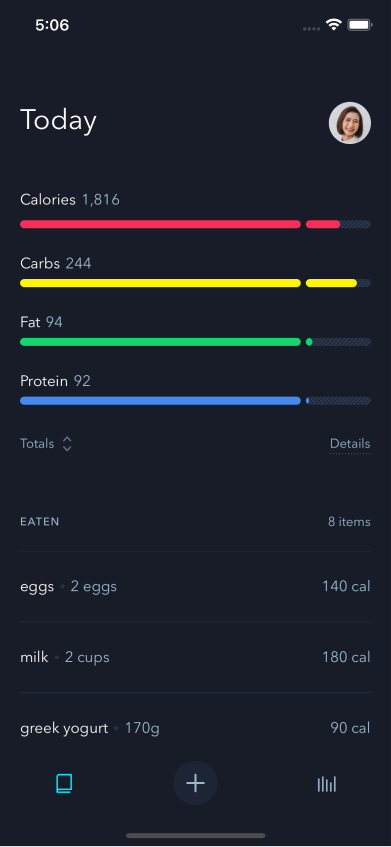 5:06
Today
Calories 1,816
Carbs 244
Fat 94
Protein 92
Totals Details
EATEN 8 items
eggs • 2 eggs 140 cal
milk • 2 cups 180 cal
greek yogurt • 170g 90 cal